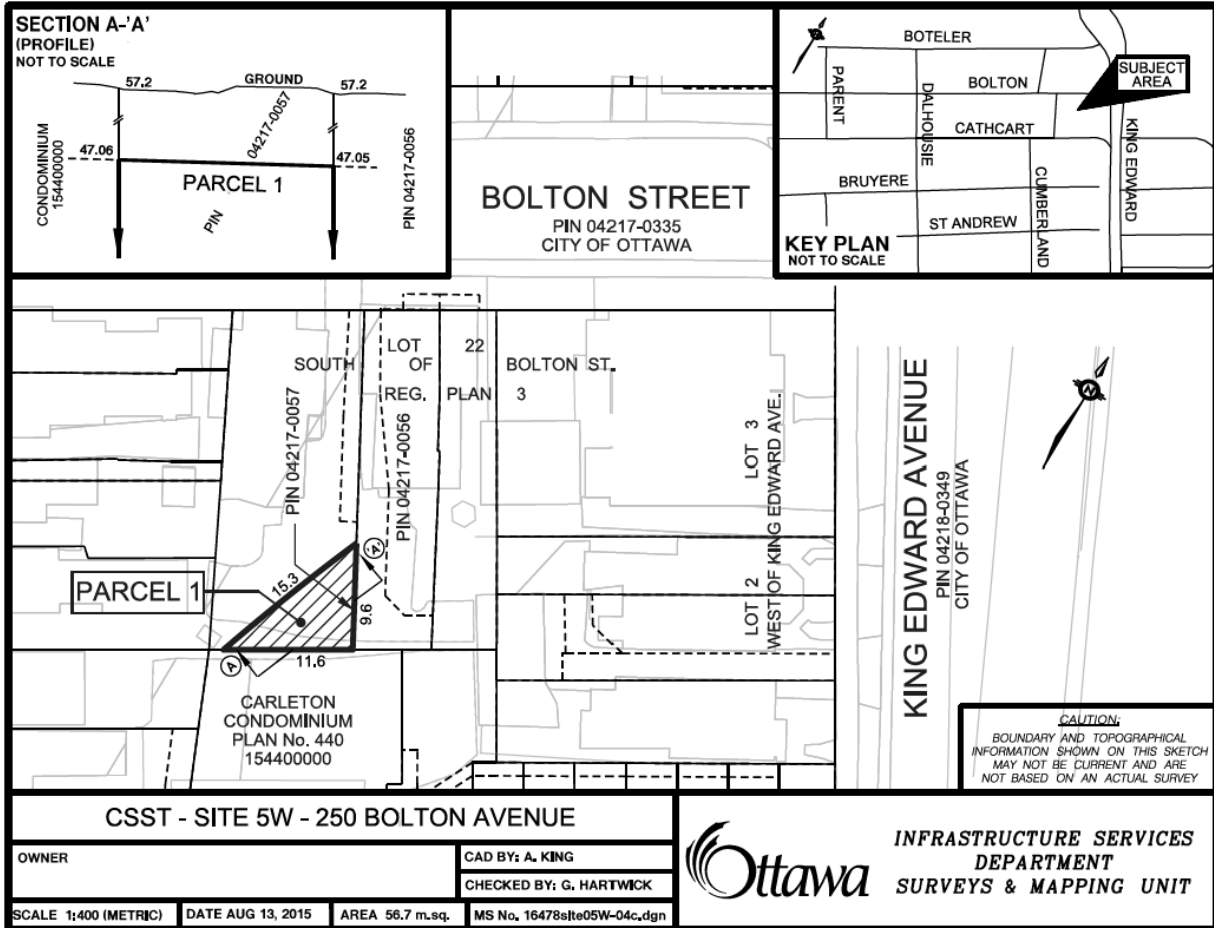 SECTION A-'A'
(PROFILE)
NOT TO SCALE
57.2
GROUND
57.2
04217-0057
47.06
47.05
PARCEL 1
PIN
CONDOMINIUM
154400000
PIN 04217-0056
BOLTON STREET
PIN 04217-0335
CITY OF OTTAWA
BOTELER
PARENT
DALHOUSIE
BOLTON
SUBJECT
AREA
CATHCART
KING EDWARD
BRUYERE
CUMBERLAND
ST ANDREW
KEY PLAN
NOT TO SCALE
LOT 22
SOUTH OF BOLTON ST.
REG. PLAN 3
PIN 04217-0057
PIN 04217-0056
LOT 3
LOT 2
WEST OF KING EDWARD AVE.
KING EDWARD AVENUE
PIN 04218-0349
CITY OF OTTAWA
N
PARCEL 1
15.3
'A'
9.6
A
11.6
CARLETON
CONDOMINIUM
PLAN No. 440
154400000
CAUTION:
BOUNDARY AND TOPOGRAPHICAL
INFORMATION SHOWN ON THIS SKETCH
MAY NOT BE CURRENT AND ARE
NOT BASED ON AN ACTUAL SURVEY
CSST - SITE 5W - 250 BOLTON AVENUE
OWNER
CAD BY: A. KING
CHECKED BY: G. HARTWICK
SCALE 1:400 (METRIC)
DATE AUG 13, 2015
AREA 56.7 m.sq.
MS No. 16478site05W-04c.dgn
Ottawa
INFRASTRUCTURE SERVICES
DEPARTMENT
SURVEYS & MAPPING UNIT